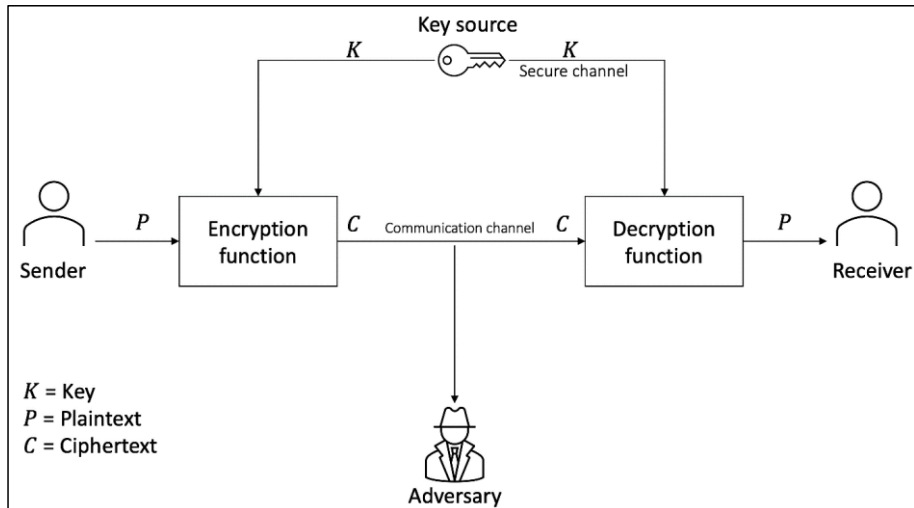 Key source
K
K
Secure channel
P
Encryption
function
C
Communication channel
C
Decryption
function
P
Sender
Receiver
K = Key
P = Plaintext
C = Ciphertext
Adversary